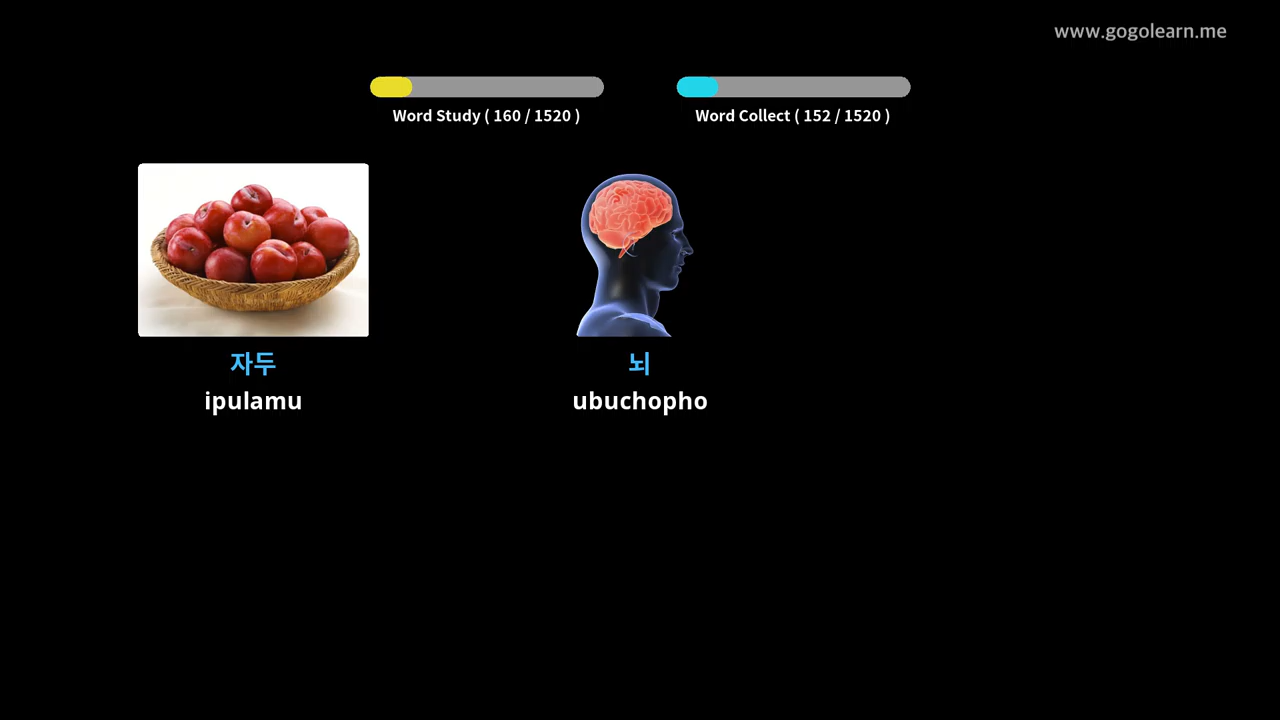 www.gogolearn.me
Word Study ( 160 / 1520 )
Word Collect ( 152 / 1520 )
자두
ipulamu
뇌
ubuchopho